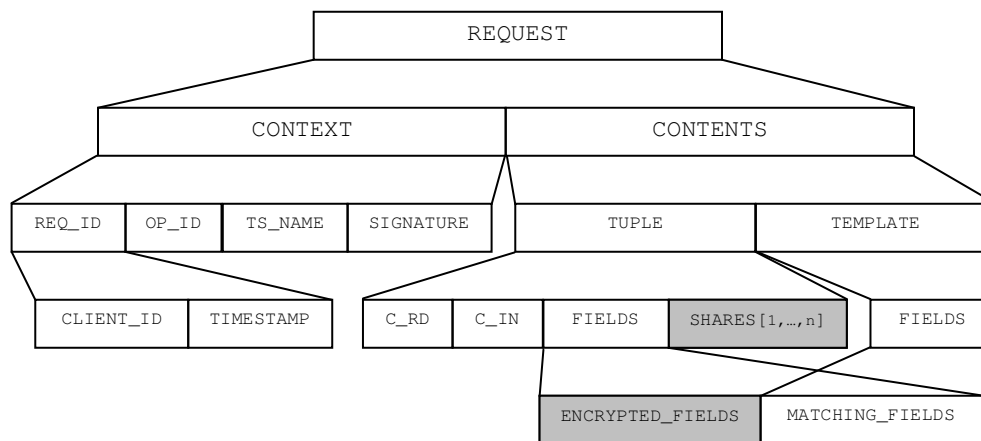 REQUEST
CONTEXT CONTENTS
REQ_ID OP_ID TS_NAME SIGNATURE TUPLE TEMPLATE
CLIENT_ID TIMESTAMP C_RD C_IN FIELDS SHARES[1,…,n] FIELDS
ENCRYPTED_FIELDS MATCHING_FIELDS